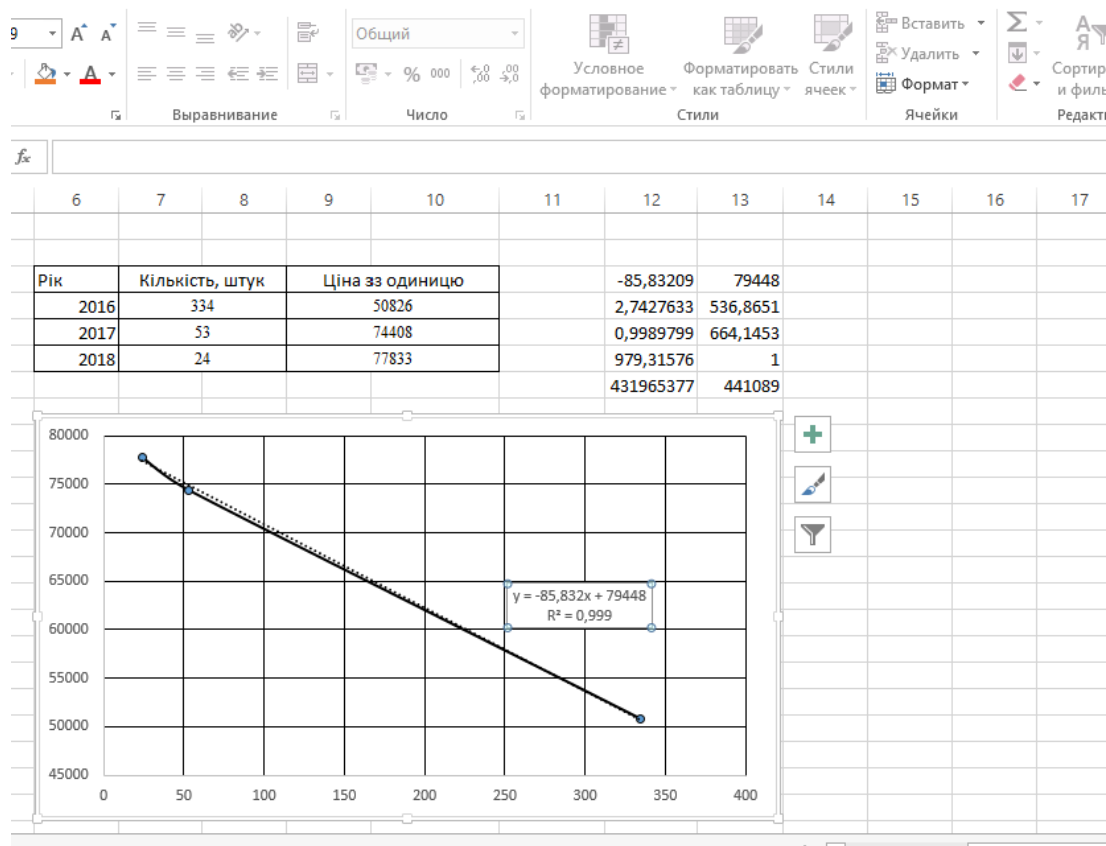 9
Общий
% 000
Условное форматирование
Форматировать как таблицу
Стили ячеек
Вставить
Удалить
Формат
Сортир
и филь
Выравнивание
Число
Стили
Ячейки
Редакти
fx
6 7 8 9 10 11 12 13 14 15 16 17
Рік Кількість, штук Ціна зз одиницю -85,83209 79448
2016 334 50826 2,7427633 536,8651
2017 53 74408 0,9989799 664,1453
2018 24 77833 979,31576 1
431965377 441089
80000
75000
70000
65000
y = -85,832x + 79448
R² = 0,999
60000
55000
50000
45000
0 50 100 150 200 250 300 350 400